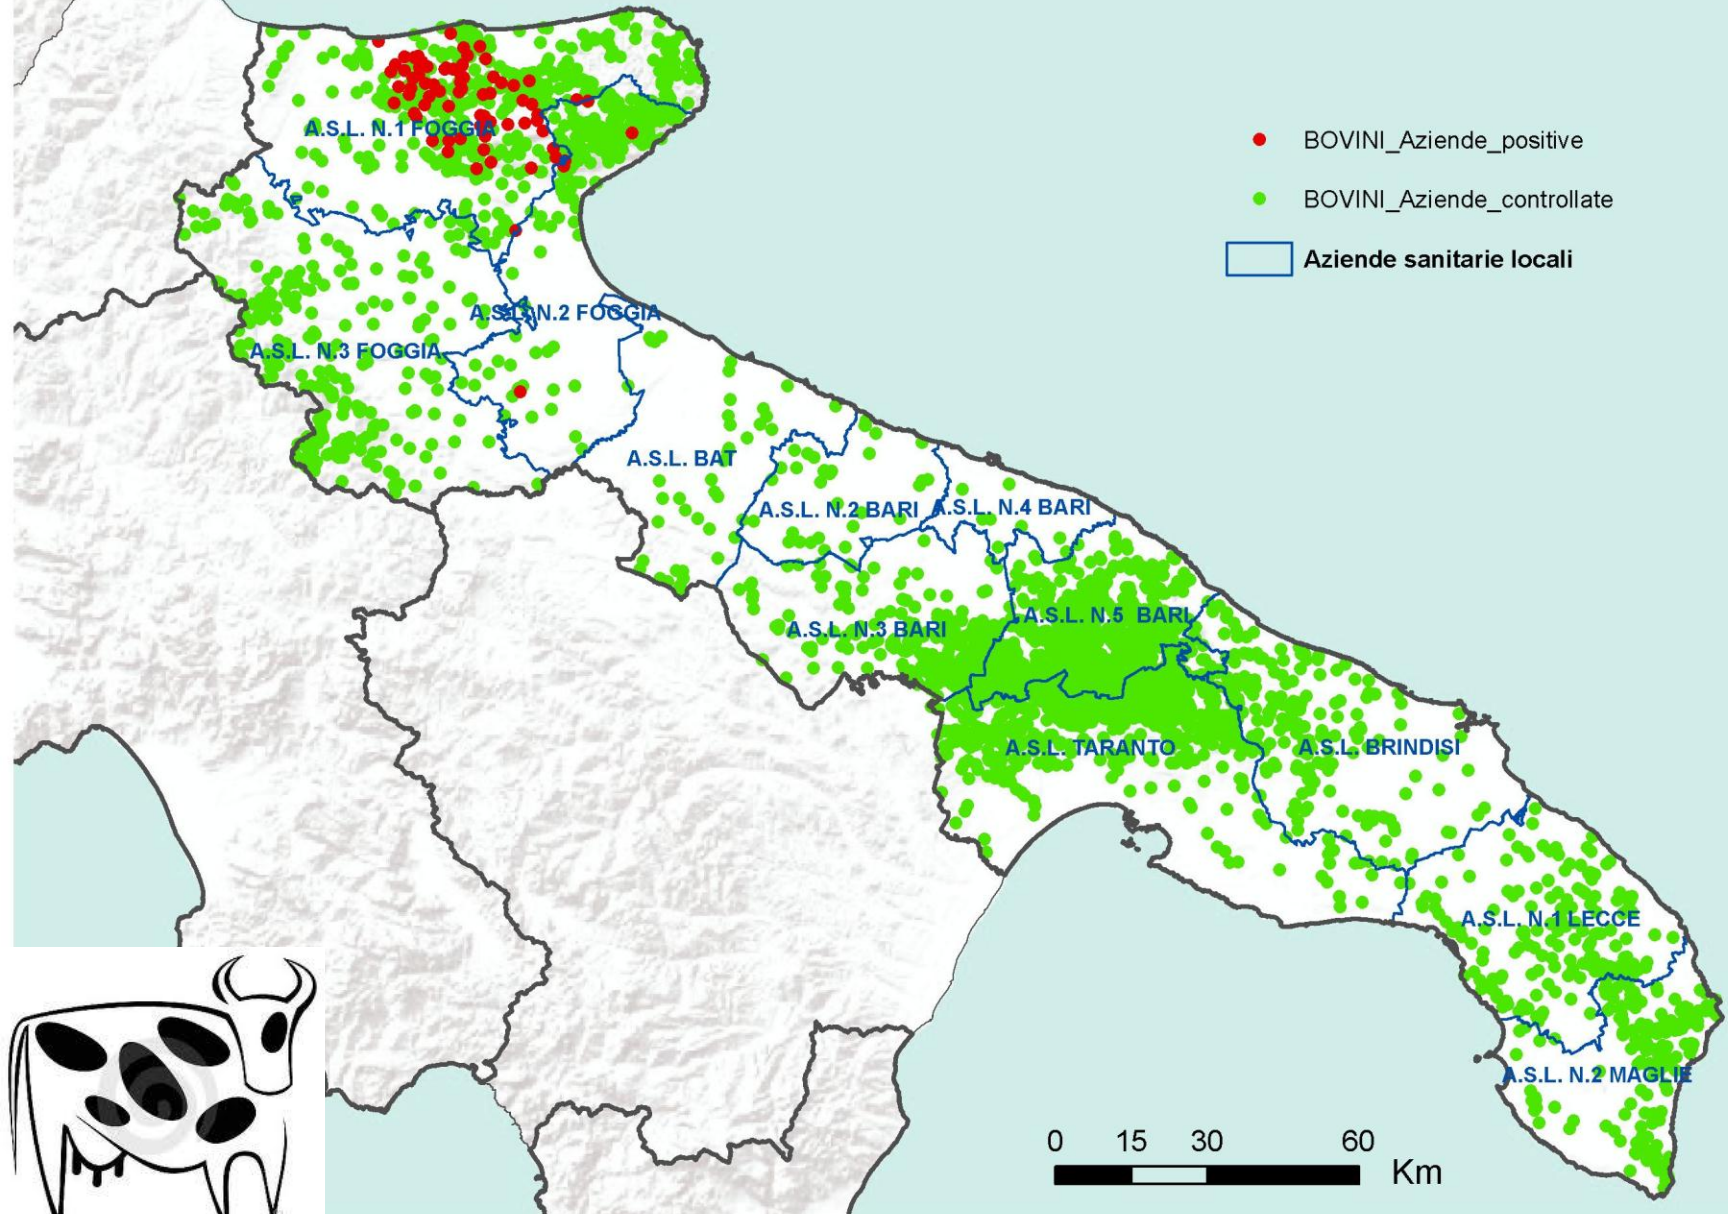 A.S.L. N.1 FOGGIA
BOVINI_Aziende_positive
BOVINI_Aziende_controllate
Aziende sanitarie locali
A.S.L. N.2 FOGGIA
A.S.L. N.3 FOGGIA
A.S.L. BAT
A.S.L. N.2 BARI
A.S.L. N.4 BARI
A.S.L. N.5 BARI
A.S.L. N.3 BARI
A.S.L. TARANTO
A.S.L. BRINDISI
A.S.L. N.1 LECCE
A.S.L. N.2 MAGLIE
0 15 30 60
Km